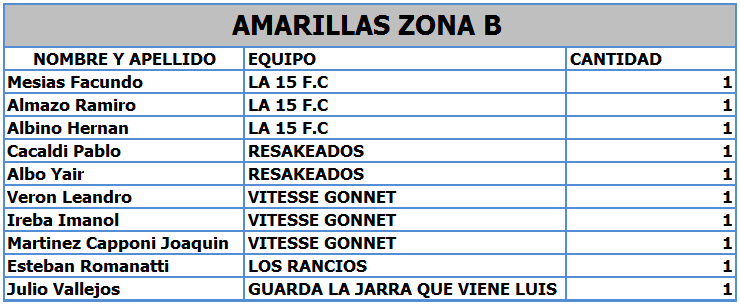 AMARILLAS ZONA B
NOMBRE Y APELLIDO EQUIPO CANTIDAD
Mesias Facundo LA 15 F.C 1
Almazo Ramiro LA 15 F.C 1
Albino Hernan LA 15 F.C 1
Cacaldi Pablo RESAKEADOS 1
Albo Yair RESAKEADOS 1
Veron Leandro VITESSE GONNET 1
Ireba Imanol VITESSE GONNET 1
Martinez Capponi Joaquin VITESSE GONNET 1
Esteban Romanatti LOS RANCIOS 1
Julio Vallejos GUARDA LA JARRA QUE VIENE LUIS 1